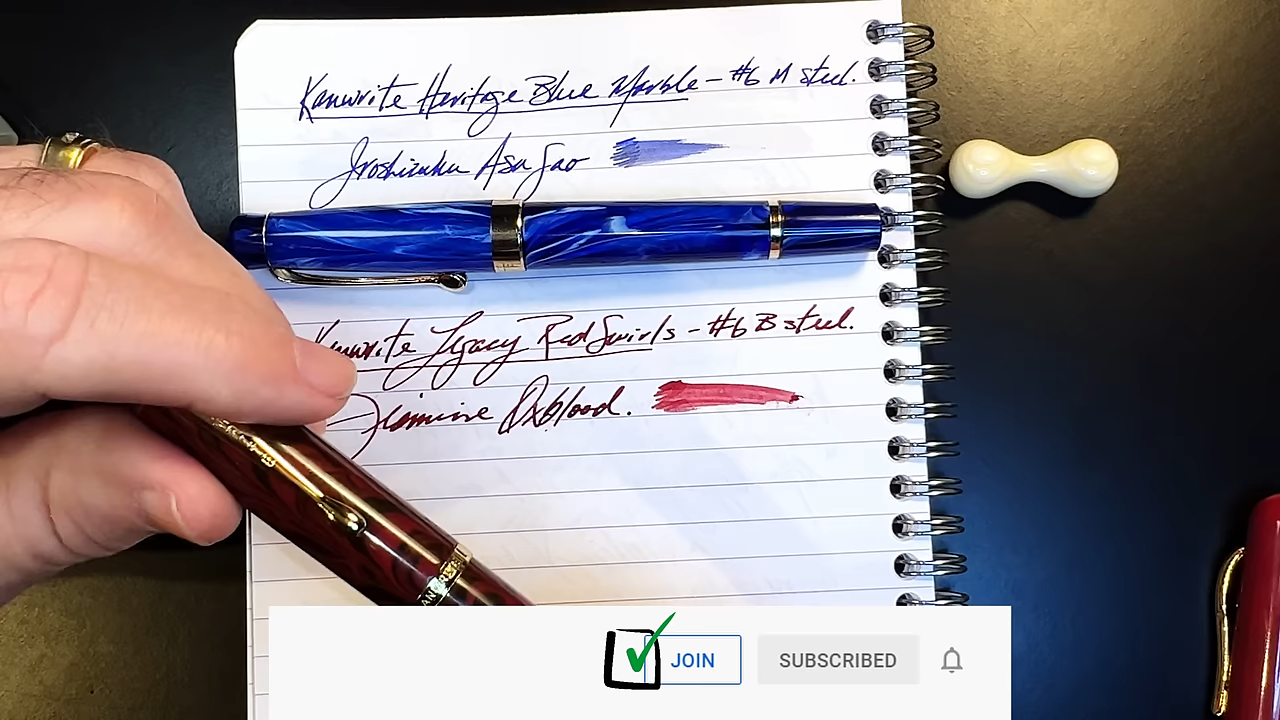 Kanwrite Heritage Blue Marble - #6 M steel.
Iroshizuku Asa Gao
Kanwrite Legacy Red Swirls - #6 B steel.
Diamine Oxblood.
JOIN
SUBSCRIBED